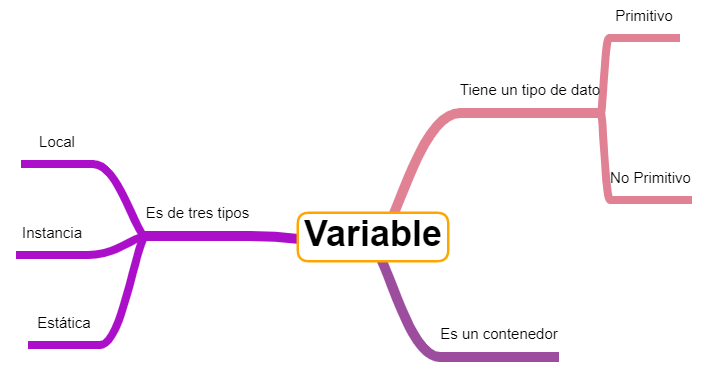 Primitivo
Tiene un tipo de dato
Local
No Primitivo
Es de tres tipos
Instancia
Variable
Estática
Es un contenedor